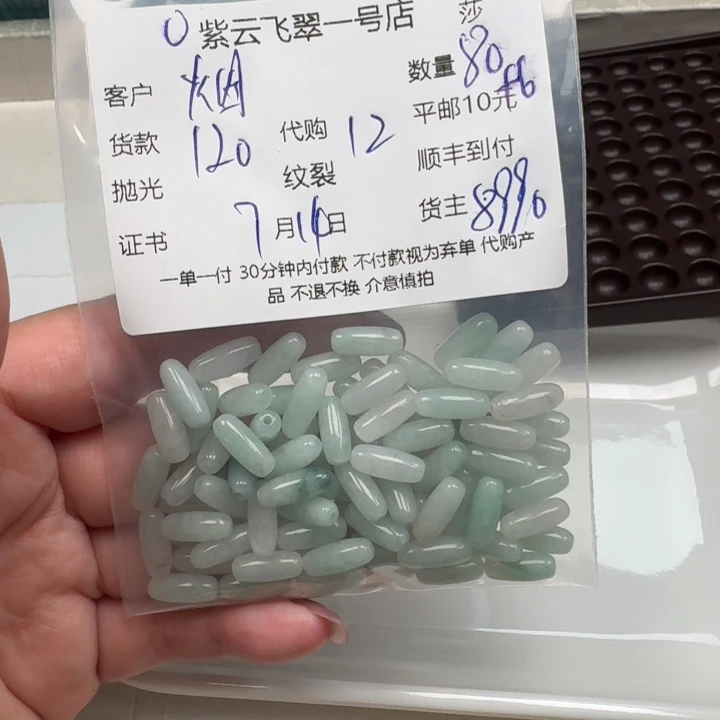 莎
O 紫云飞翠一号店
客户 烟 数量 80
货款 120 代购 12 平邮10元 f6
抛光 纹裂 顺丰到付
证书 7月14日 货主 8990
一单一付 30分钟内付款 不付款视为弃单 代购产
品 不退不换 介意慎拍